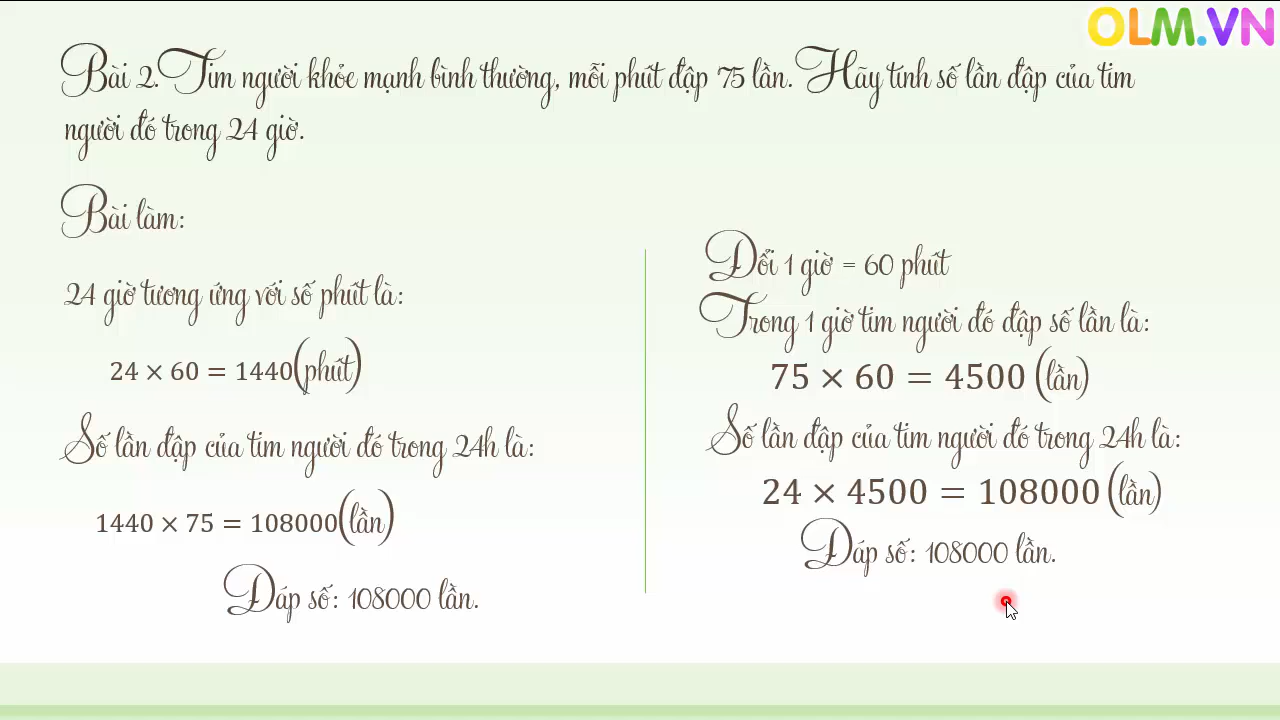 OLM.VN
Bài 2.Tim người khỏe mạnh bình thường, mỗi phút đập 75 lần. Hãy tính số lần đập của tim
người đó trong 24 giờ.
Bài làm:
24 giờ tương ứng với số phút là:
24 × 60 = 1440(phút)
Số lần đập của tim người đó trong 24h là:
1440 × 75 = 108000(lần)
Đáp số: 108000 lần.
Đổi 1 giờ = 60 phút
Trong 1 giờ tim người đó đập số lần là:
75 × 60 = 4500 (lần)
Số lần đập của tim người đó trong 24h là:
24 × 4500 = 108000 (lần)
Đáp số: 108000 lần.